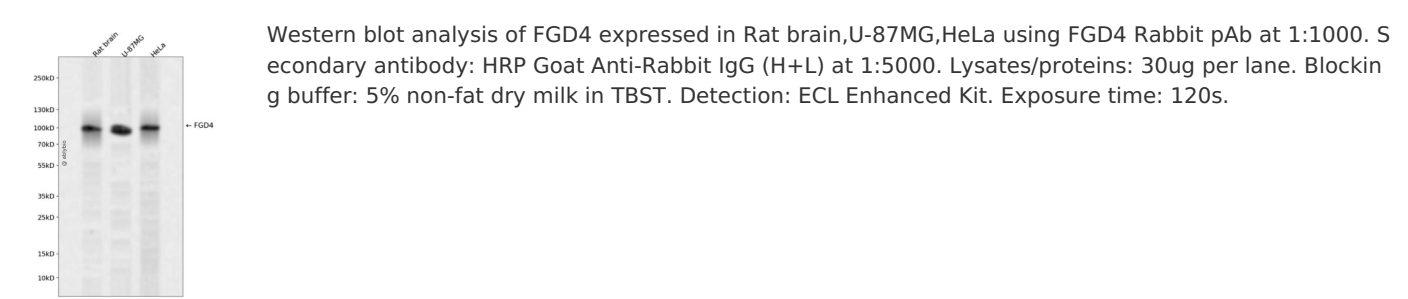 Rat brain
U-87MG
HeLa
250kD
130kD
100kD
70kD
55kD
35kD
25kD
15kD
10kD
← FGD4
Western blot analysis of FGD4 expressed in Rat brain,U-87MG,HeLa using FGD4 Rabbit pAb at 1:1000. S
econdary antibody: HRP Goat Anti-Rabbit IgG (H+L) at 1:5000. Lysates/proteins: 30ug per lane. Blockin
g buffer: 5% non-fat dry milk in TBST. Detection: ECL Enhanced Kit. Exposure time: 120s.